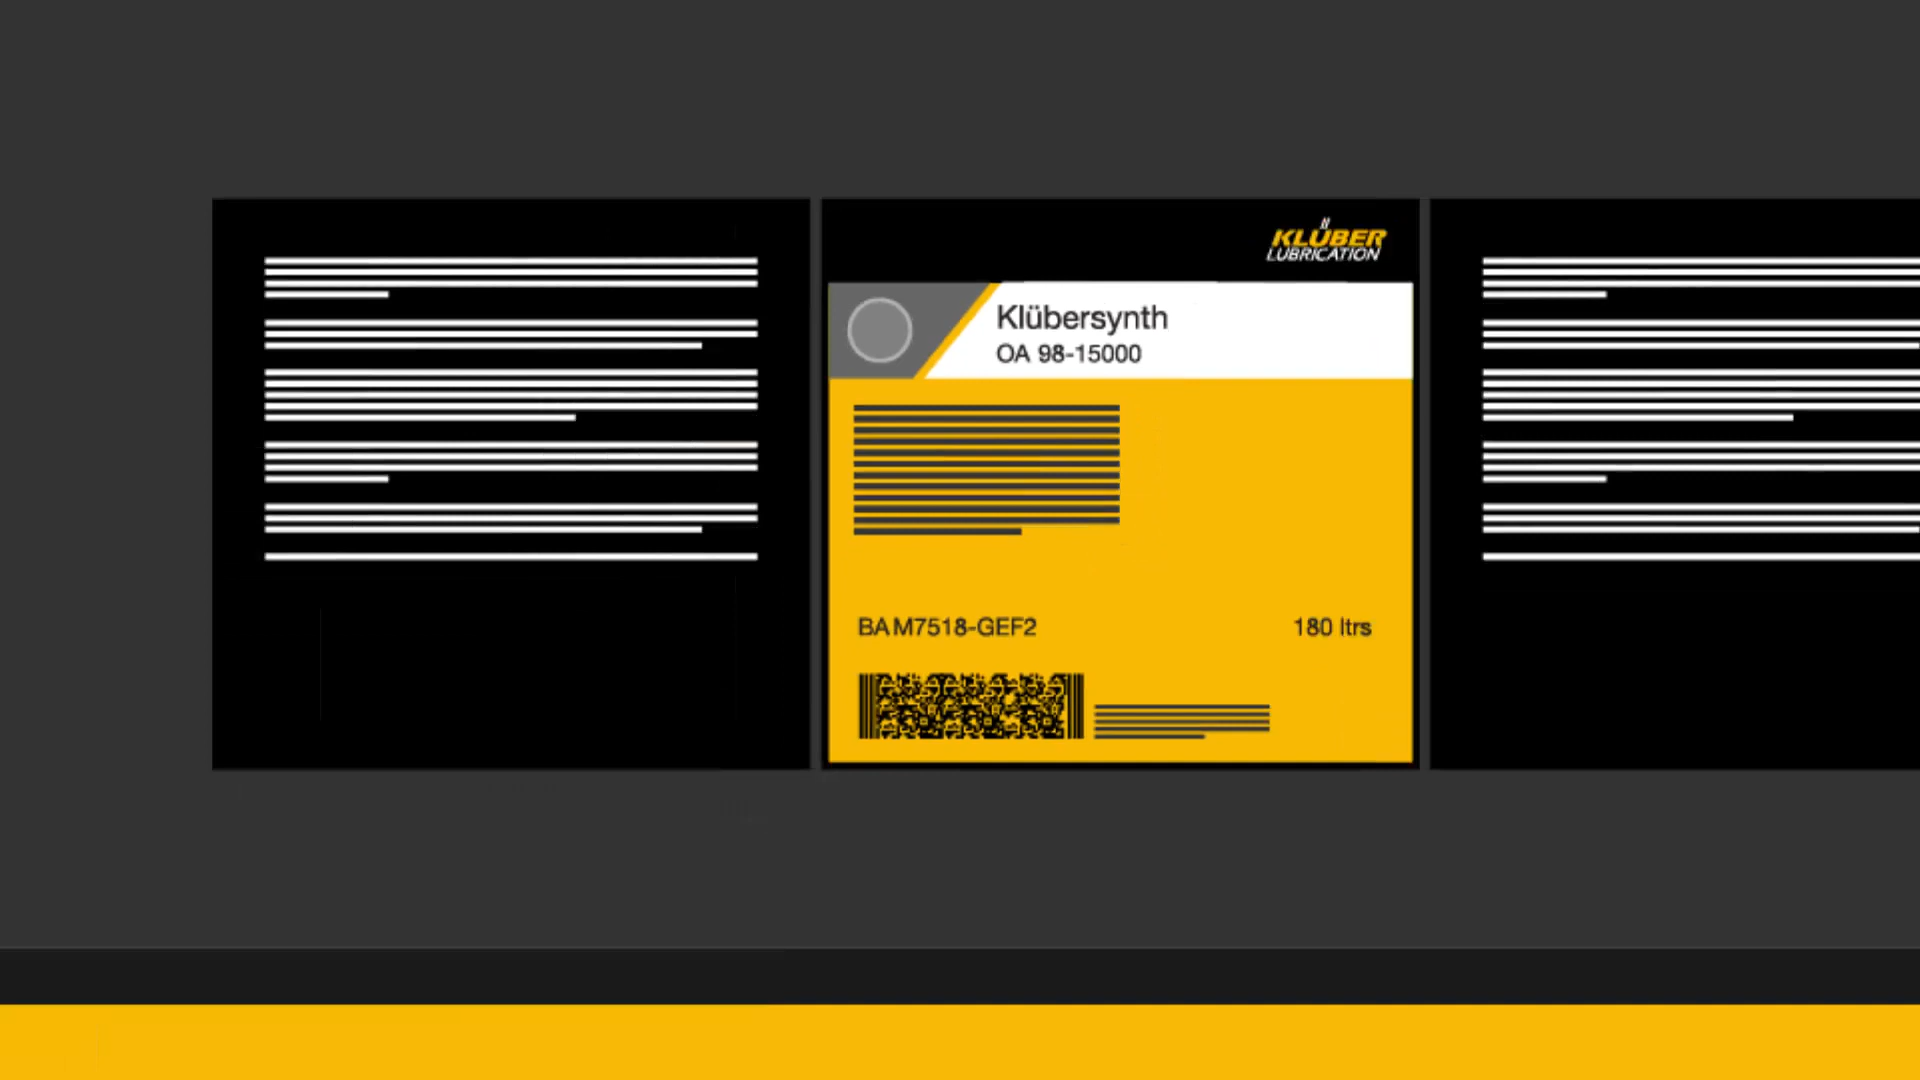 KLÜBER
LUBRICATION
Klübersynth
OA 98-15000
BA M7518-GEF2
180 ltrs